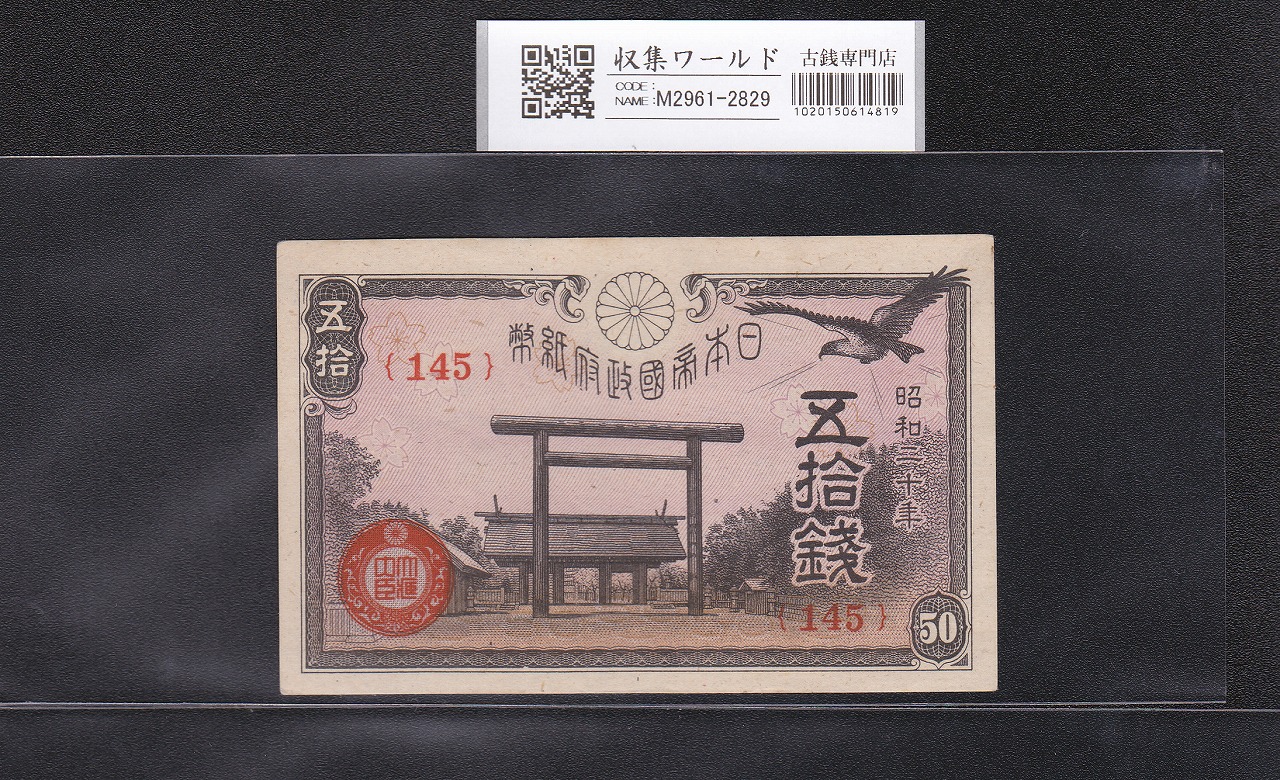 収集ワールド
古銭専門店
CODE :
NAME : M2961-2829
1020150614819
五拾
日本帝國政府紙幣
{ 145 }
昭和二十年
五拾錢
{ 145 }
50